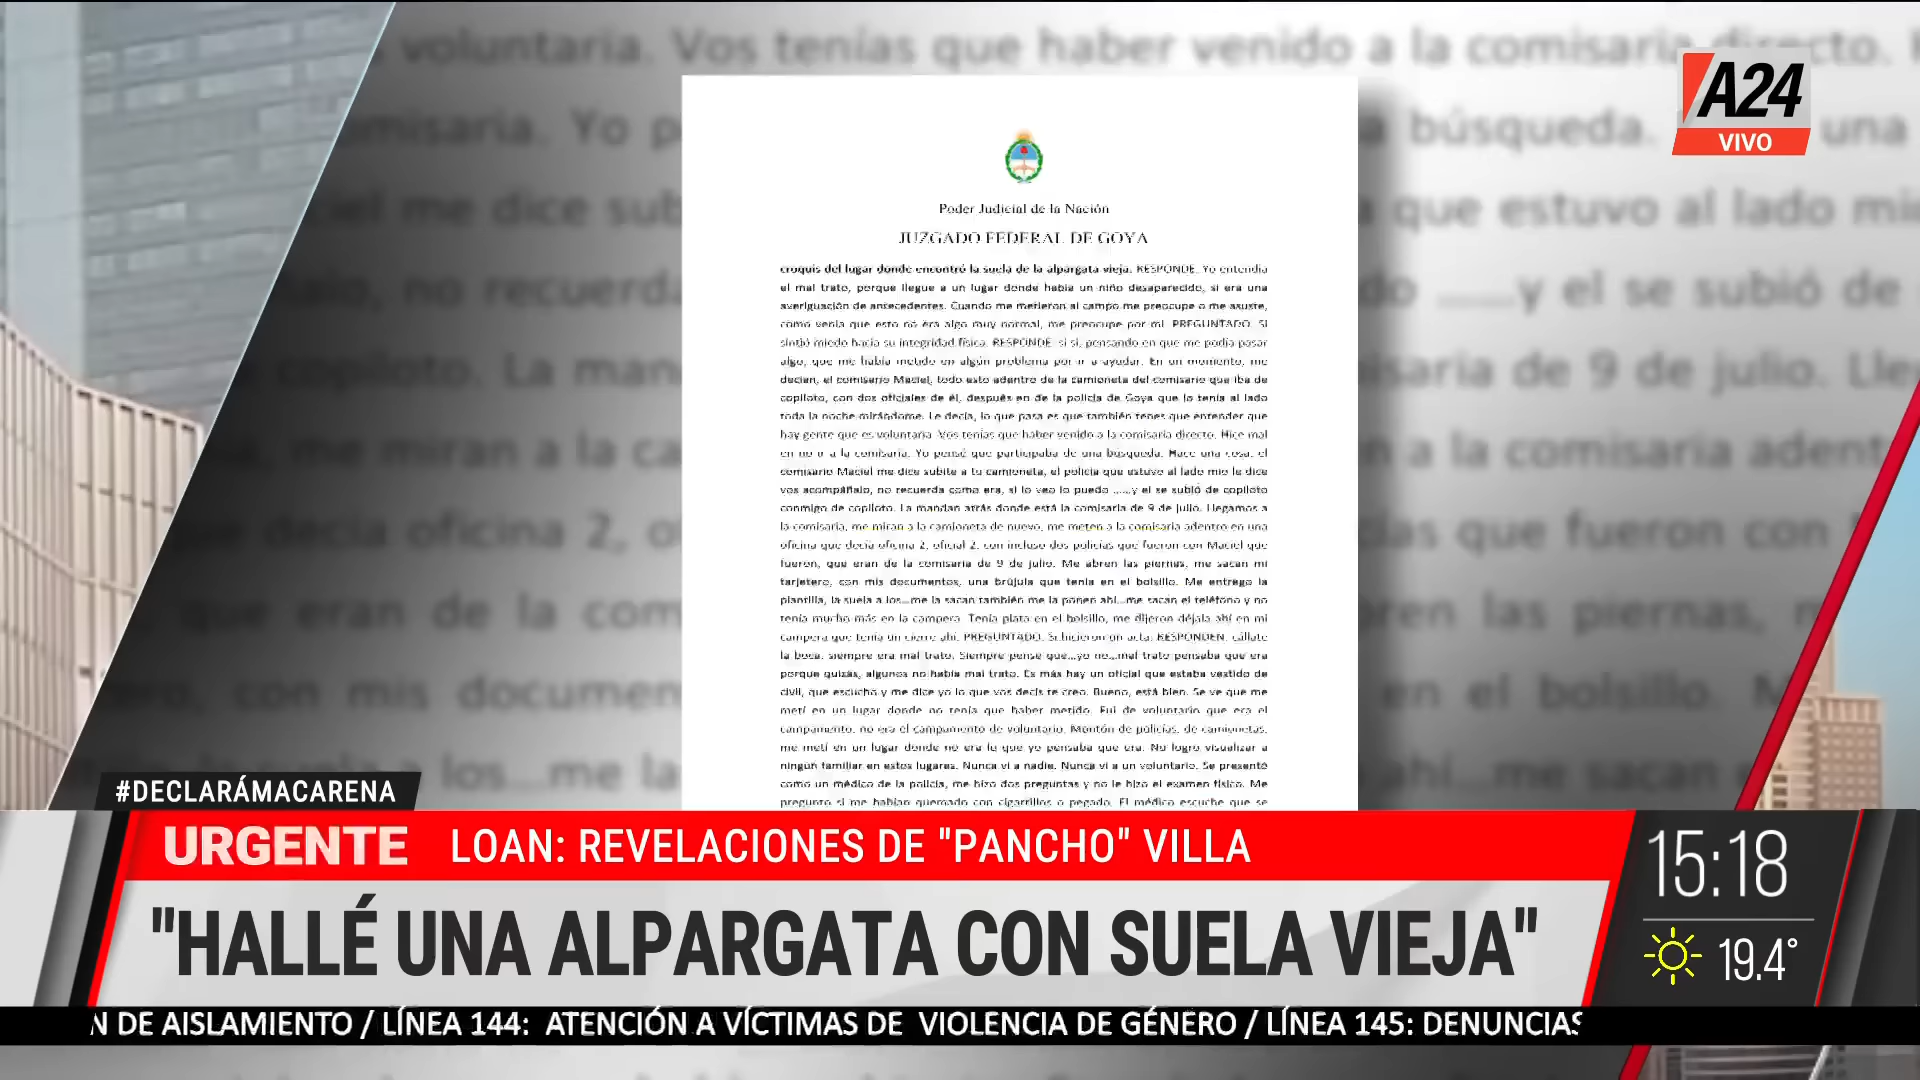 A24
VIVO
Poder Judicial de la Nación
JUZGADO FEDERAL DE GOYA
croquis del lugar donde encontró la suela de la alpargata vieja. RESPONDE. Yo entendía
el mal trato, porque llegue a un lugar donde había un niño desaparecido, si era una
averiguación de antecedentes. Cuando me metieron al campo me preocupe o me asuste,
como venía que esto no era algo muy normal, me preocupe por mi. PREGUNTADO. Si
sintió miedo hacia su integridad física. RESPONDE: si si, pensando en que me podía pasar
algo, que me había metido en algún problema por ir a ayudar. En un momento, me
decían, el comisario Maciel, todo esto adentro de la camioneta del comisario que iba de
copiloto, con dos oficiales de él, después en de la policía de Goya que lo tenía al lado
toda la noche mirándome. Le decía, lo que pasa es que también tenes que entender que
hay gente que es voluntaria. Vos tenías que haber venido a la comisaría directo. Hice mal
en no ir a la comisaría. Yo pensé que participaba de una búsqueda. Hace una cosa, el
comisario Maciel me dice subite a tu camioneta, el policía que estuvo al lado mío le dice
vos acompáñalo, no recuerda como era, si lo veo lo puedo ......y el se subió de copiloto
conmigo de copiloto. La mandan atrás donde está la comisaría de 9 de julio. Llegamos a
la comisaría, me miran a la camioneta de nuevo, me meten a la comisaría adentro en una
oficina que decía oficina 2, oficial 2, con incluso dos policías que fueron con Maciel que
fueron, que eran de la comisaría de 9 de julio. Me abren las piernas, me sacan mi
tarjetero, con mis documentos, una brújula que tenía en el bolsillo. Me entrego la
plantilla, la suela a los...me la sacan también me la ponen ahí...me sacan el teléfono y no
tenía mucho más en la campera. Tenía plata en el bolsillo, me dijeron déjala ahí en mi
campera que tenía un cierre ahí. PREGUNTADO. Si hicieron un acta. RESPONDEN. cállate
la boca, siempre era mal trato. Siempre pense que...yo no...mal trato pensaba que era
porque quizás, algunos no había mal trato. Es más hay un oficial que estaba vestido de
civil, que escucho y me dice yo lo que vos decís te creo. Bueno, está bien. Se ve que me
metí en un lugar donde no tenía que haber metido. Fui de voluntario que era el
campamento, no era el campamento de voluntario. Montón de policías, de camionetas,
me metí en un lugar donde no era lo que yo pensaba que era. No logro visualizar a
ningún familiar en estos lugares. Nunca vi a nadie. Nunca vi a un voluntario. Se presentó
como un médico de la policía, me hizo dos preguntas y no le hizo el examen físico. Me
pregunto si me habían quemado con cigarrillos o pegado. El médico escuche que se
#DECLARÁMACARENA
URGENTE LOAN: REVELACIONES DE "PANCHO" VILLA
"HALLÉ UNA ALPARGATA CON SUELA VIEJA"
15:18
19.4°
N DE AISLAMIENTO / LÍNEA 144: ATENCIÓN A VÍCTIMAS DE VIOLENCIA DE GÉNERO / LÍNEA 145: DENUNCIAS